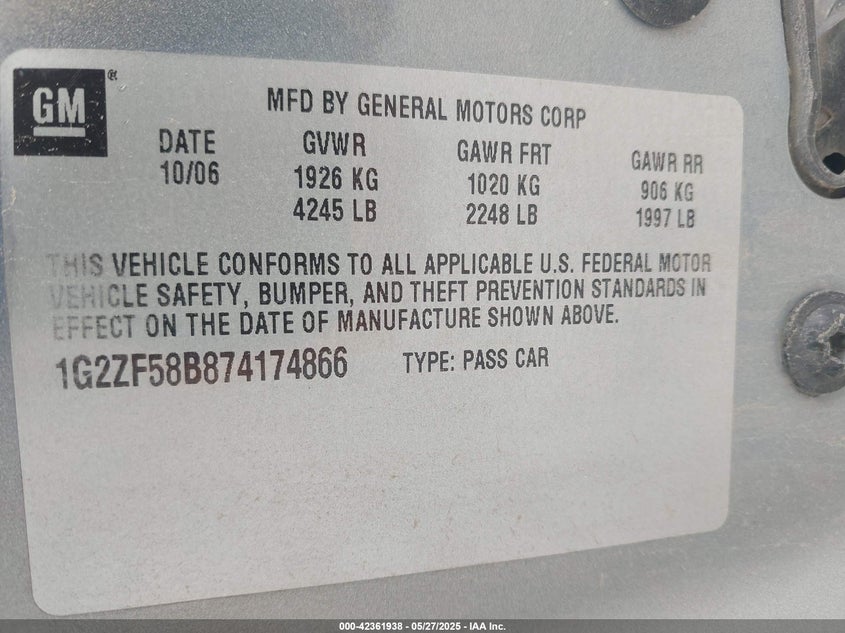 GM®
MFD BY GENERAL MOTORS CORP
DATE GVWR GAWR FRT GAWR RR
10/06 1926 KG 1020 KG 906 KG
4245 LB 2248 LB 1997 LB
THIS VEHICLE CONFORMS TO ALL APPLICABLE U.S. FEDERAL MOTOR
VEHICLE SAFETY, BUMPER, AND THEFT PREVENTION STANDARDS IN
EFFECT ON THE DATE OF MANUFACTURE SHOWN ABOVE.
1G2ZF58B874174866 TYPE: PASS CAR
000-42361938 - 05/27/2025 - IAA Inc.